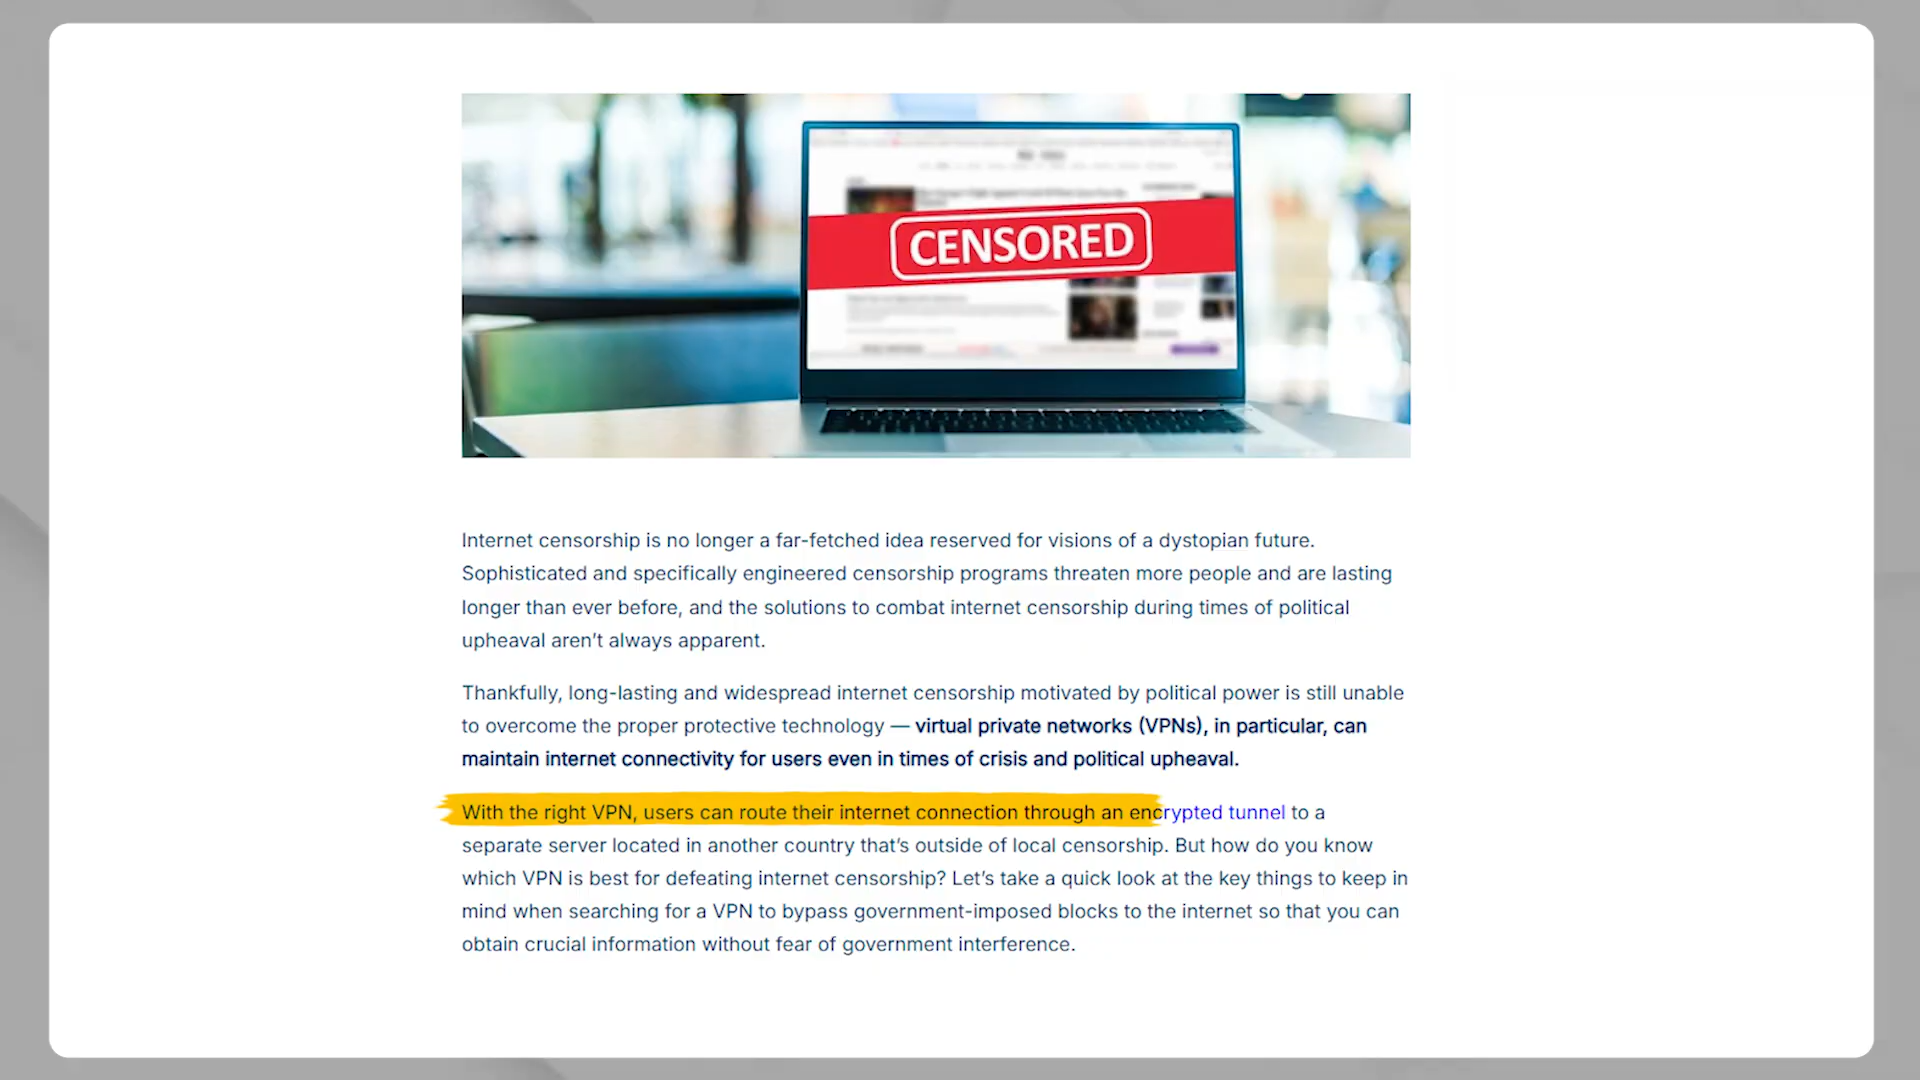 CENSORED
Internet censorship is no longer a far-fetched idea reserved for visions of a dystopian future.
Sophisticated and specifically engineered censorship programs threaten more people and are lasting
longer than ever before, and the solutions to combat internet censorship during times of political
upheaval aren’t always apparent.
Thankfully, long-lasting and widespread internet censorship motivated by political power is still unable
to overcome the proper protective technology — virtual private networks (VPNs), in particular, can
maintain internet connectivity for users even in times of crisis and political upheaval.
With the right VPN, users can route their internet connection through an encrypted tunnel to a
separate server located in another country that’s outside of local censorship. But how do you know
which VPN is best for defeating internet censorship? Let’s take a quick look at the key things to keep in
mind when searching for a VPN to bypass government-imposed blocks to the internet so that you can
obtain crucial information without fear of government interference.